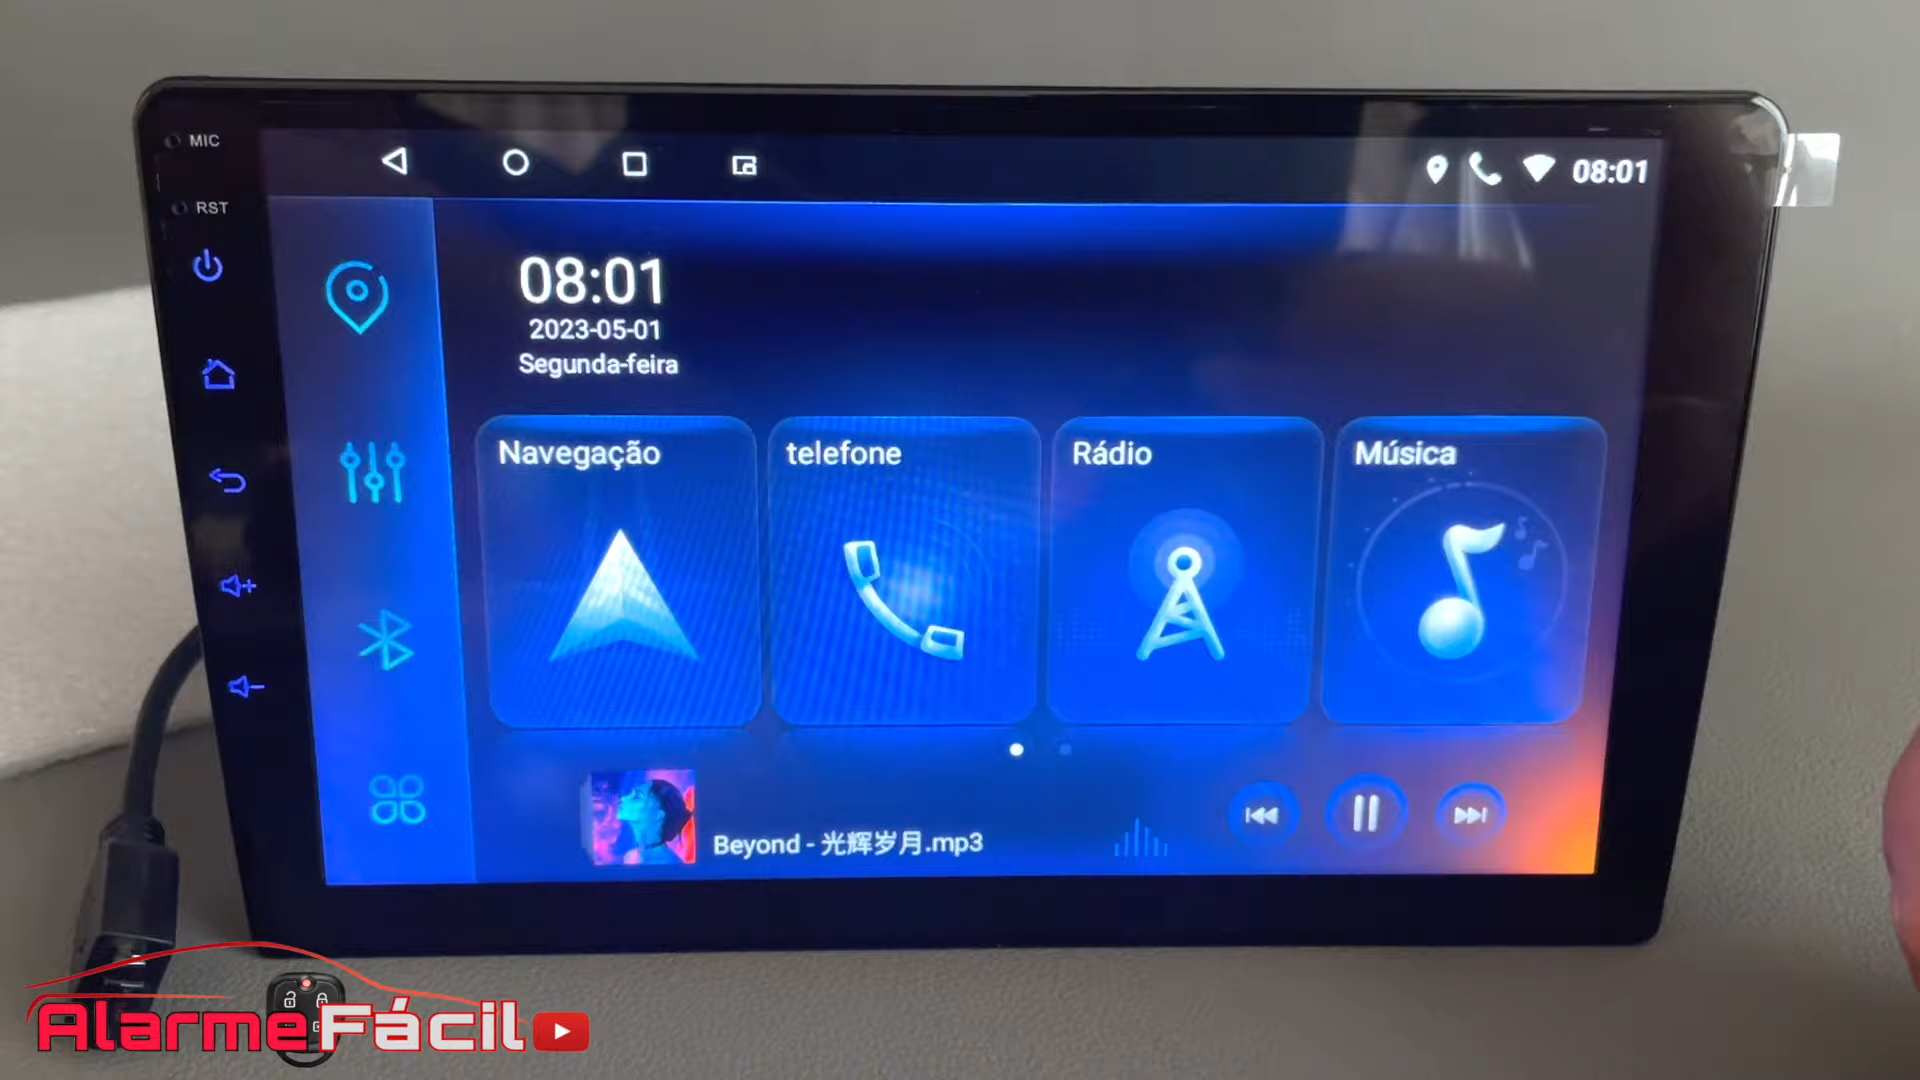 MIC
08:01
RST
08:01
2023-05-01
Segunda-feira
Navegação
telefone
Rádio
Música
Beyond - 光辉岁月.mp3
AlarmeFácil